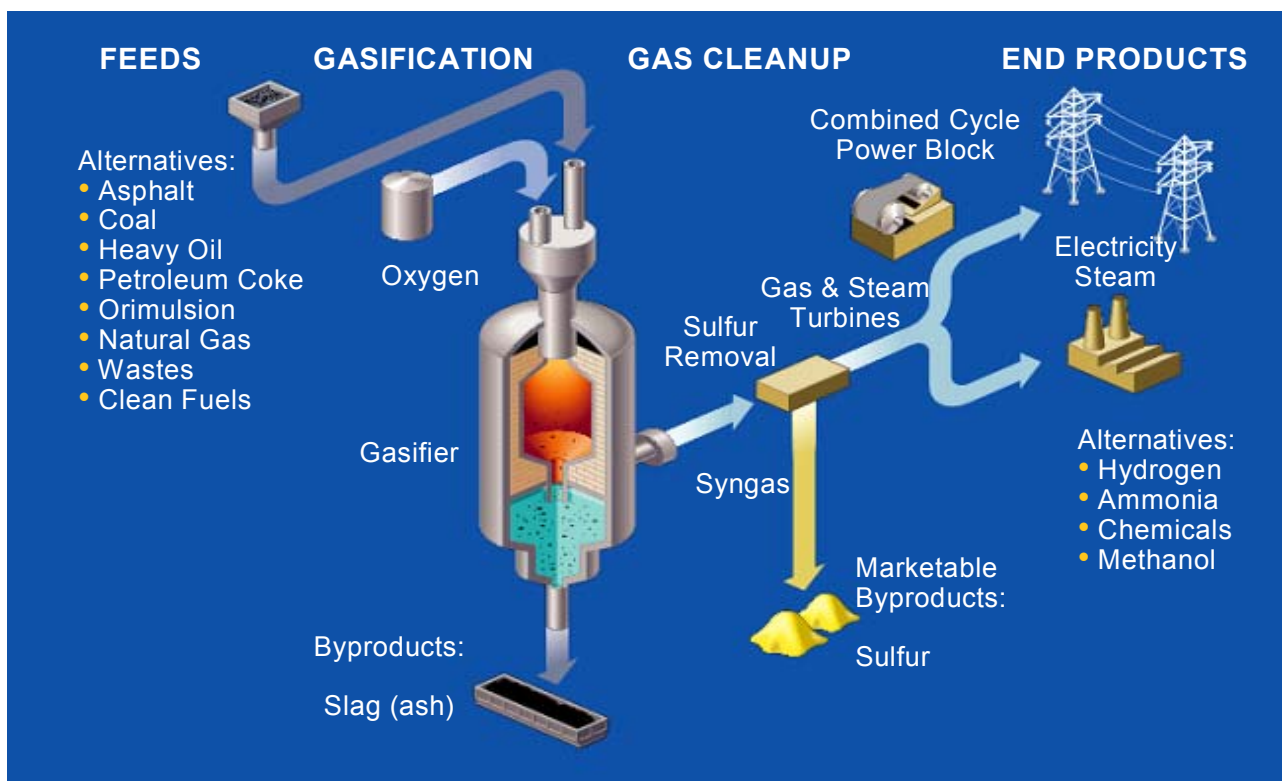 FEEDS
GASIFICATION
GAS CLEANUP
END PRODUCTS
Alternatives:
• Asphalt
• Coal
• Heavy Oil
• Petroleum Coke
• Orimulsion
• Natural Gas
• Wastes
• Clean Fuels
Oxygen
Gasifier
Byproducts:
Slag (ash)
Combined Cycle
Power Block
Gas & Steam
Turbines
Sulfur
Removal
Syngas
Marketable
Byproducts:
Sulfur
Electricity
Steam
Alternatives:
• Hydrogen
• Ammonia
• Chemicals
• Methanol